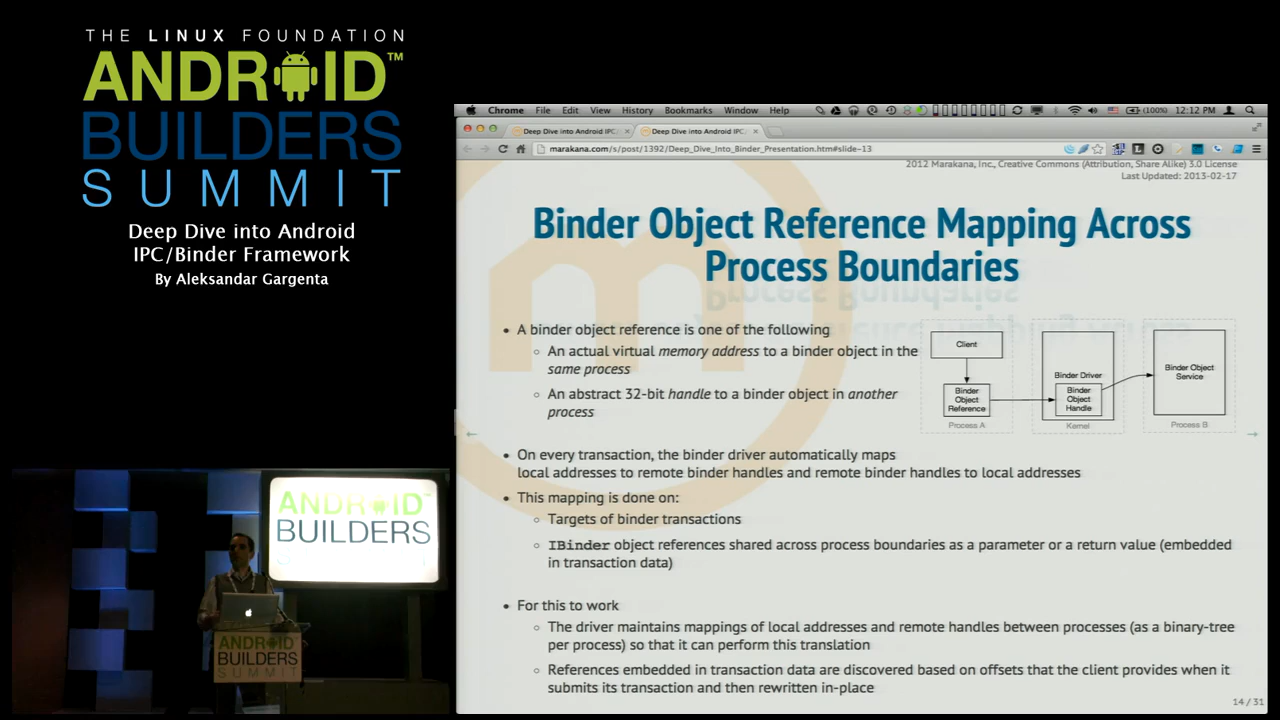 THE LINUX FOUNDATION
ANDROID™
BUILDERS
SUMMIT
Deep Dive into Android
IPC/Binder Framework
By Aleksandar Gargenta
Chrome File Edit View History Bookmarks Window Help (100%) 12:12 PM
Deep Dive into Android IPC/ Deep Dive into Android IPC/
marakana.com/s/post/1392/Deep_Dive_Into_Binder_Presentation.htm#slide-13
2012 Marakana, Inc., Creative Commons (Attribution, Share Alike) 3.0 License
Last Updated: 2013-02-17
Binder Object Reference Mapping Across
Process Boundaries
• A binder object reference is one of the following
◦ An actual virtual memory address to a binder object in the
same process
◦ An abstract 32-bit handle to a binder object in another
process
Client
Binder
Object
Reference
Process A
Binder Driver
Binder
Object
Handle
Kernel
Binder Object
Service
Process B
• On every transaction, the binder driver automatically maps
local addresses to remote binder handles and remote binder handles to local addresses
• This mapping is done on:
◦ Targets of binder transactions
◦ IBinder object references shared across process boundaries as a parameter or a return value (embedded
in transaction data)
• For this to work
◦ The driver maintains mappings of local addresses and remote handles between processes (as a binary-tree
per process) so that it can perform this translation
◦ References embedded in transaction data are discovered based on offsets that the client provides when it
submits its transaction and then rewritten in-place
14 / 31
ANDROID™
BUILDERS
ANDROID
BUILDERS
SUMMIT